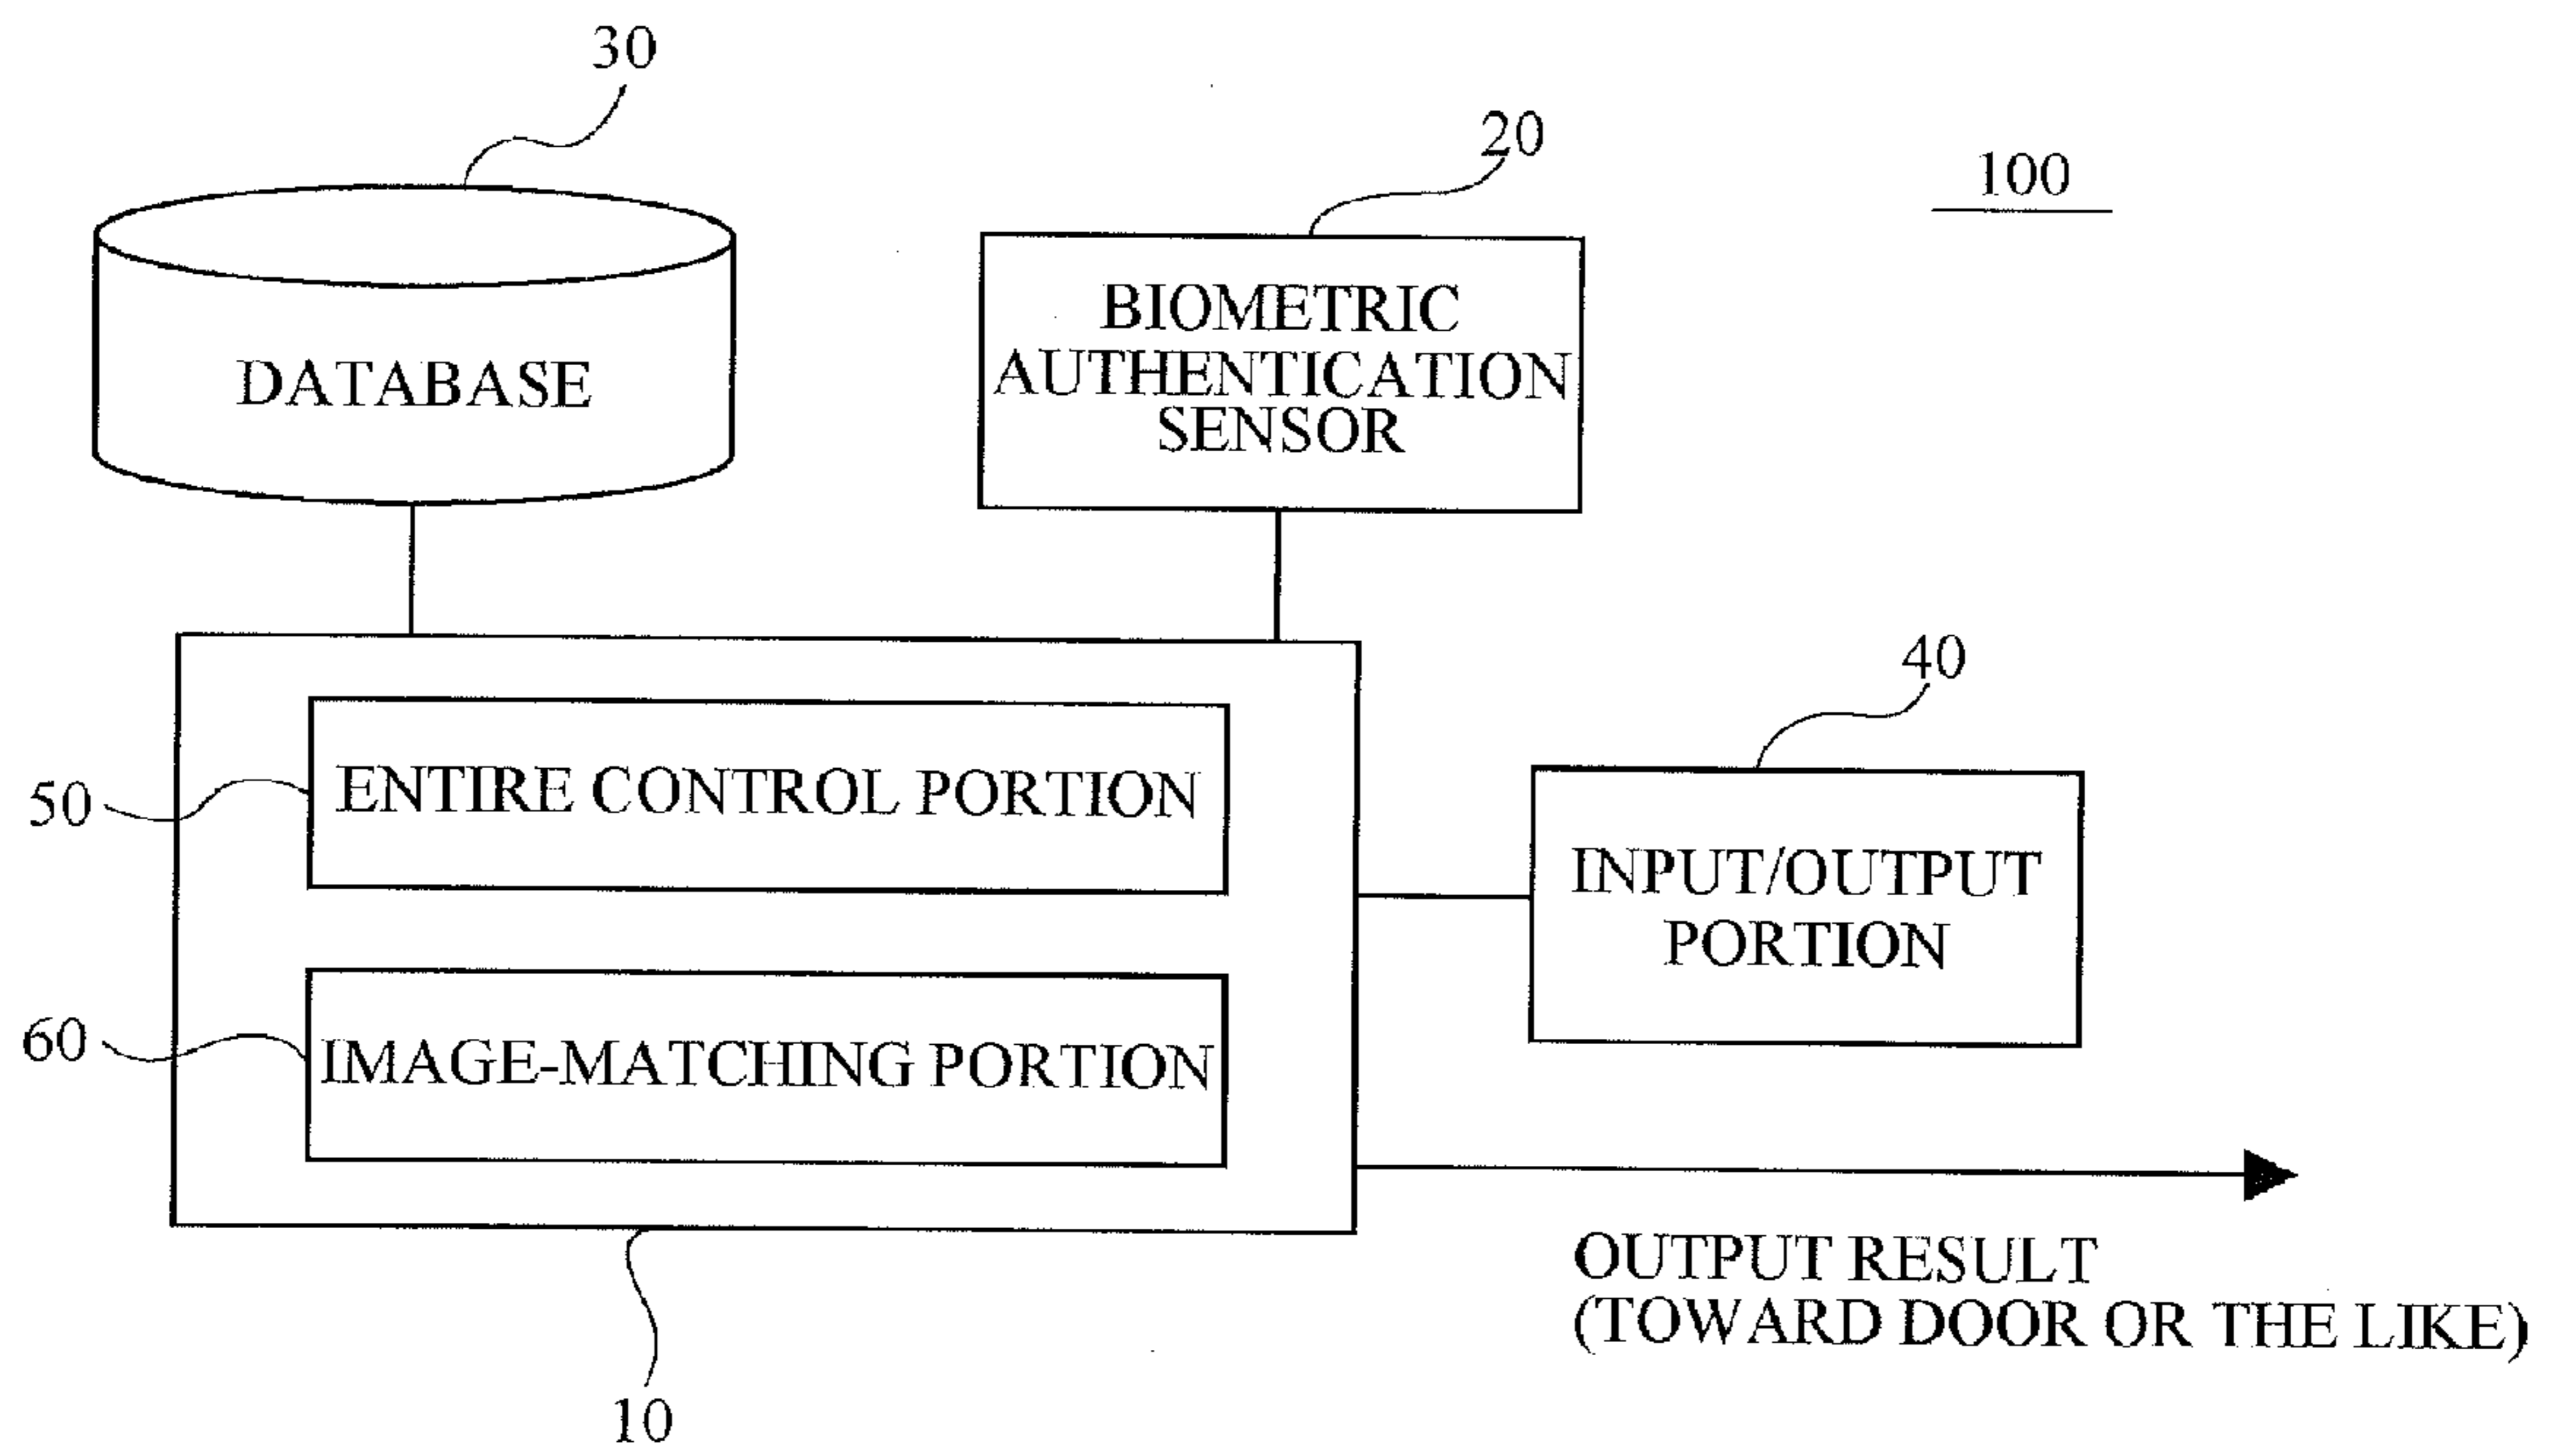 30
20
100
DATABASE
BIOMETRIC
AUTHENTICATION
SENSOR
40
50
ENTIRE CONTROL PORTION
INPUT/OUTPUT
PORTION
60
IMAGE-MATCHING PORTION
OUTPUT RESULT
(TOWARD DOOR OR THE LIKE)
10